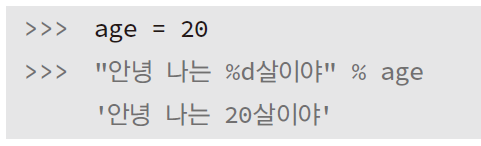 >>> age = 20
>>> "안녕 나는 %d살이야" % age
'안녕 나는 20살이야'